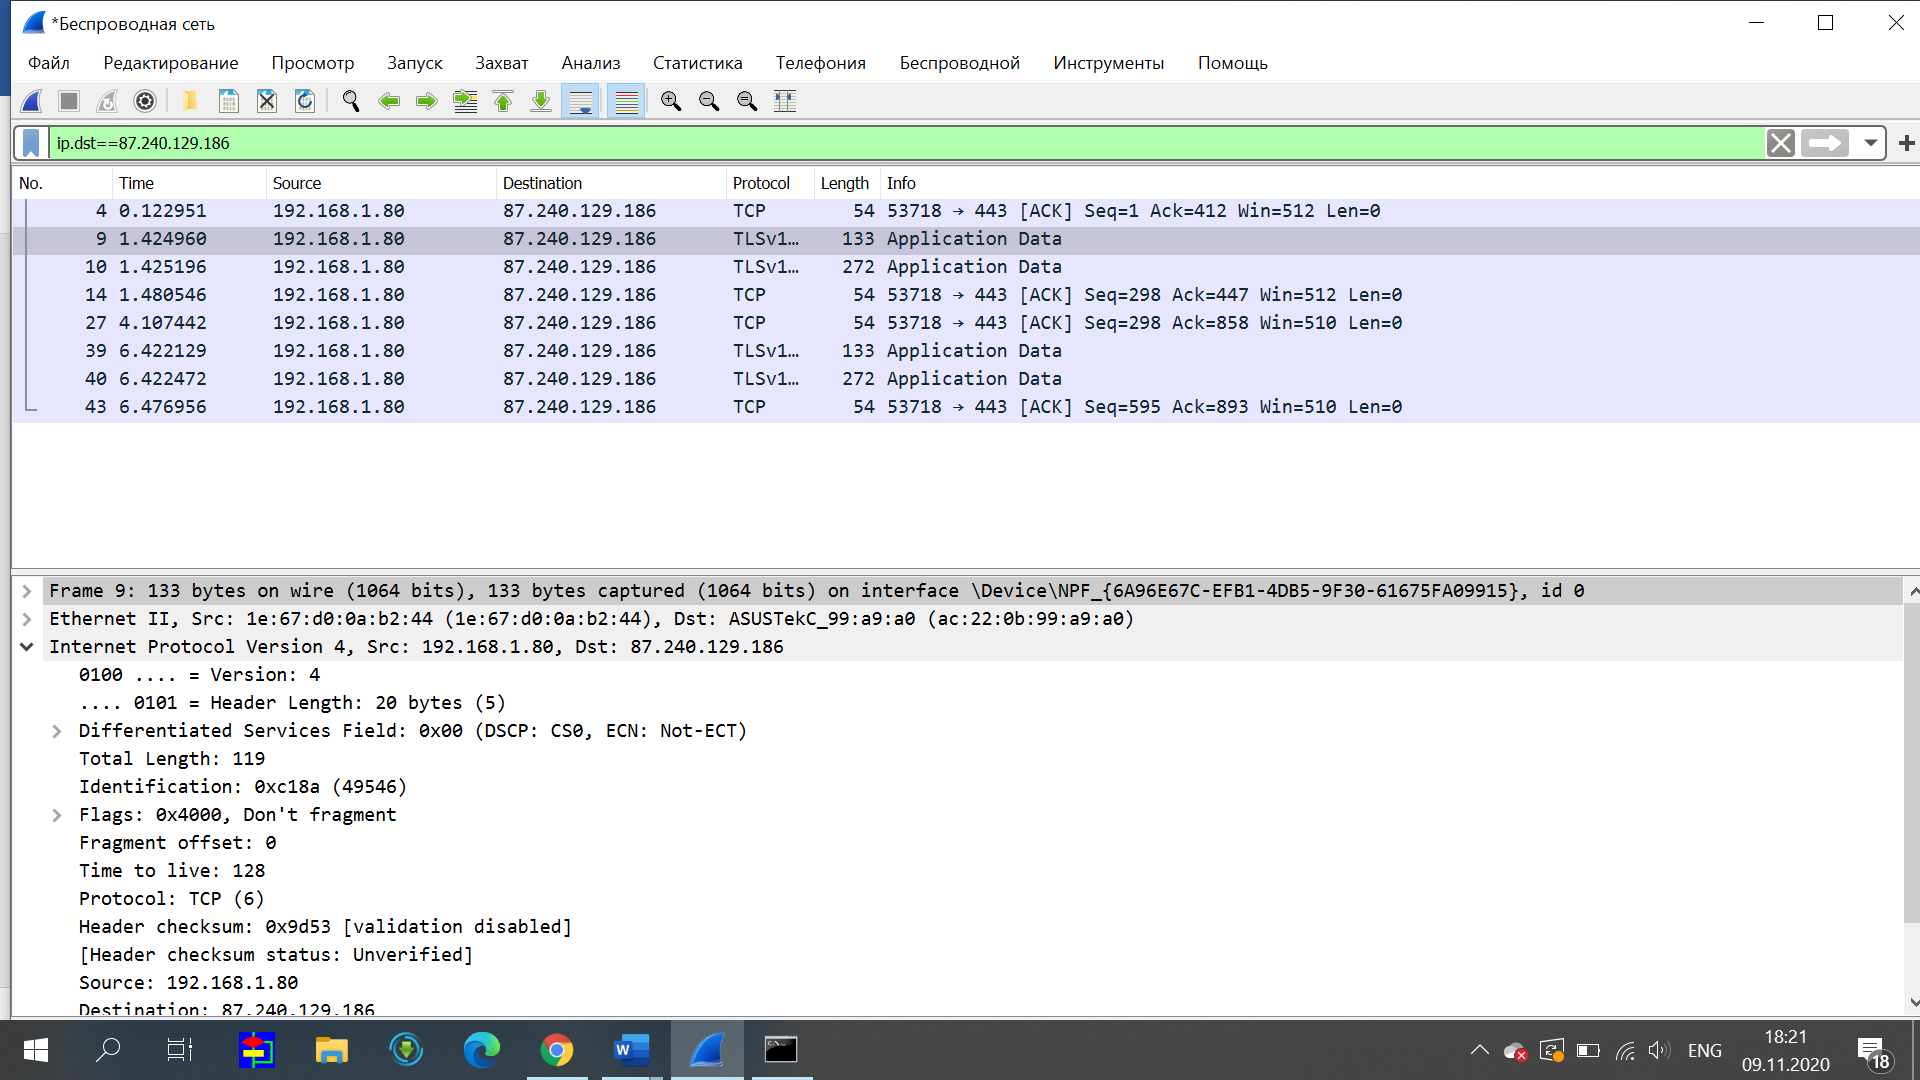 *Беспроводная сеть
Файл Редактирование Просмотр Запуск Захват Анализ Статистика Телефония Беспроводной Инструменты Помощь
ip.dst==87.240.129.186
No. Time Source Destination Protocol Length Info
4 0.122951 192.168.1.80 87.240.129.186 TCP 54 53718 → 443 [ACK] Seq=1 Ack=412 Win=512 Len=0
9 1.424960 192.168.1.80 87.240.129.186 TLSv1… 133 Application Data
10 1.425196 192.168.1.80 87.240.129.186 TLSv1… 272 Application Data
14 1.480546 192.168.1.80 87.240.129.186 TCP 54 53718 → 443 [ACK] Seq=298 Ack=447 Win=512 Len=0
27 4.107442 192.168.1.80 87.240.129.186 TCP 54 53718 → 443 [ACK] Seq=298 Ack=858 Win=510 Len=0
39 6.422129 192.168.1.80 87.240.129.186 TLSv1… 133 Application Data
40 6.422472 192.168.1.80 87.240.129.186 TLSv1… 272 Application Data
43 6.476956 192.168.1.80 87.240.129.186 TCP 54 53718 → 443 [ACK] Seq=595 Ack=893 Win=510 Len=0
Frame 9: 133 bytes on wire (1064 bits), 133 bytes captured (1064 bits) on interface \Device\NPF_{6A96E67C-EFB1-4DB5-9F30-61675FA09915}, id 0
Ethernet II, Src: 1e:67:d0:0a:b2:44 (1e:67:d0:0a:b2:44), Dst: ASUSTekC_99:a9:a0 (ac:22:0b:99:a9:a0)
Internet Protocol Version 4, Src: 192.168.1.80, Dst: 87.240.129.186
0100 .... = Version: 4
.... 0101 = Header Length: 20 bytes (5)
Differentiated Services Field: 0x00 (DSCP: CS0, ECN: Not-ECT)
Total Length: 119
Identification: 0xc18a (49546)
Flags: 0x4000, Don't fragment
Fragment offset: 0
Time to live: 128
Protocol: TCP (6)
Header checksum: 0x9d53 [validation disabled]
[Header checksum status: Unverified]
Source: 192.168.1.80
Destination: 87.240.129.186
ENG
18:21
09.11.2020
18